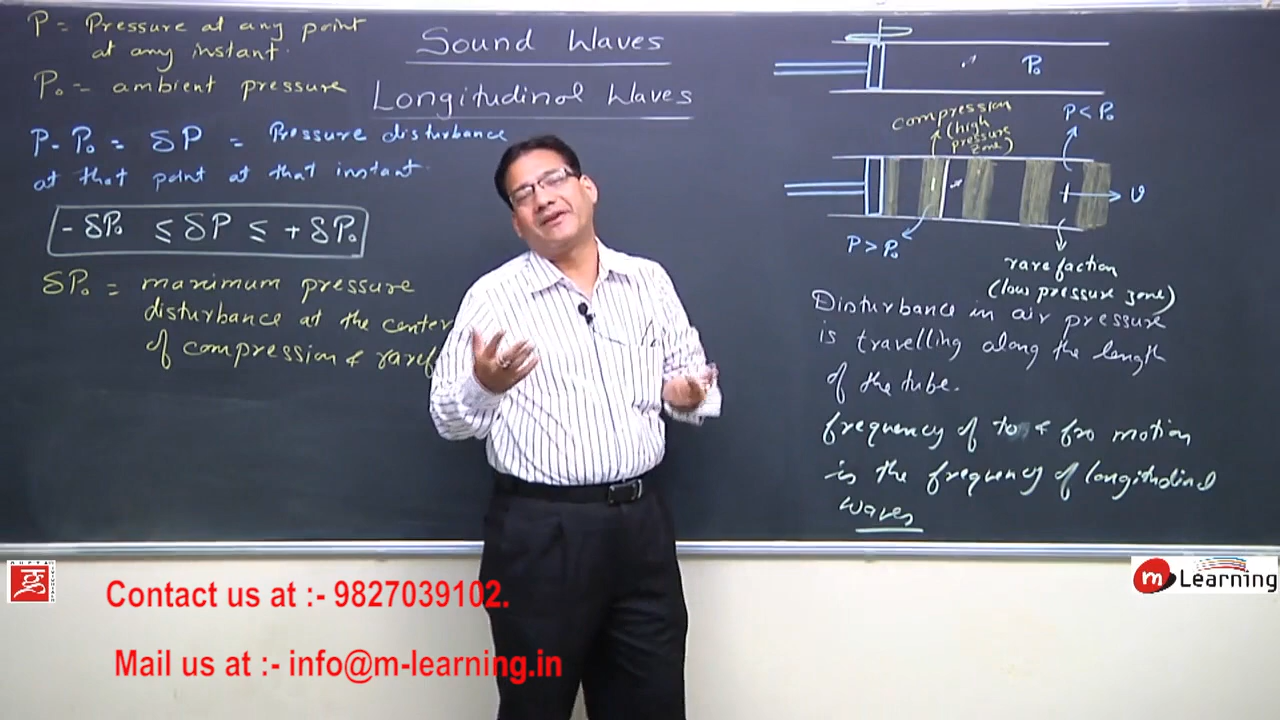 P = Pressure at any point
at any instant.
P₀ = ambient pressure
P - P₀ = δP = Pressure disturbance
at that point at that instant.
- δP₀ ≤ δP ≤ + δP₀
δP₀ = maximum pressure
disturbance at the center
of compression & raref
Sound Waves
Longitudinal Waves
P₀
compression
(high
pressure
zone)
P < P₀
v
P > P₀
rarefaction
(low pressure zone)
Disturbance in air pressure
is travelling along the length
of the tube.
frequency of to & fro motion
is the frequency of longitudinal
waves
GUPTA
Contact us at :- 9827039102.
Mail us at :- info@m-learning.in
m Learning